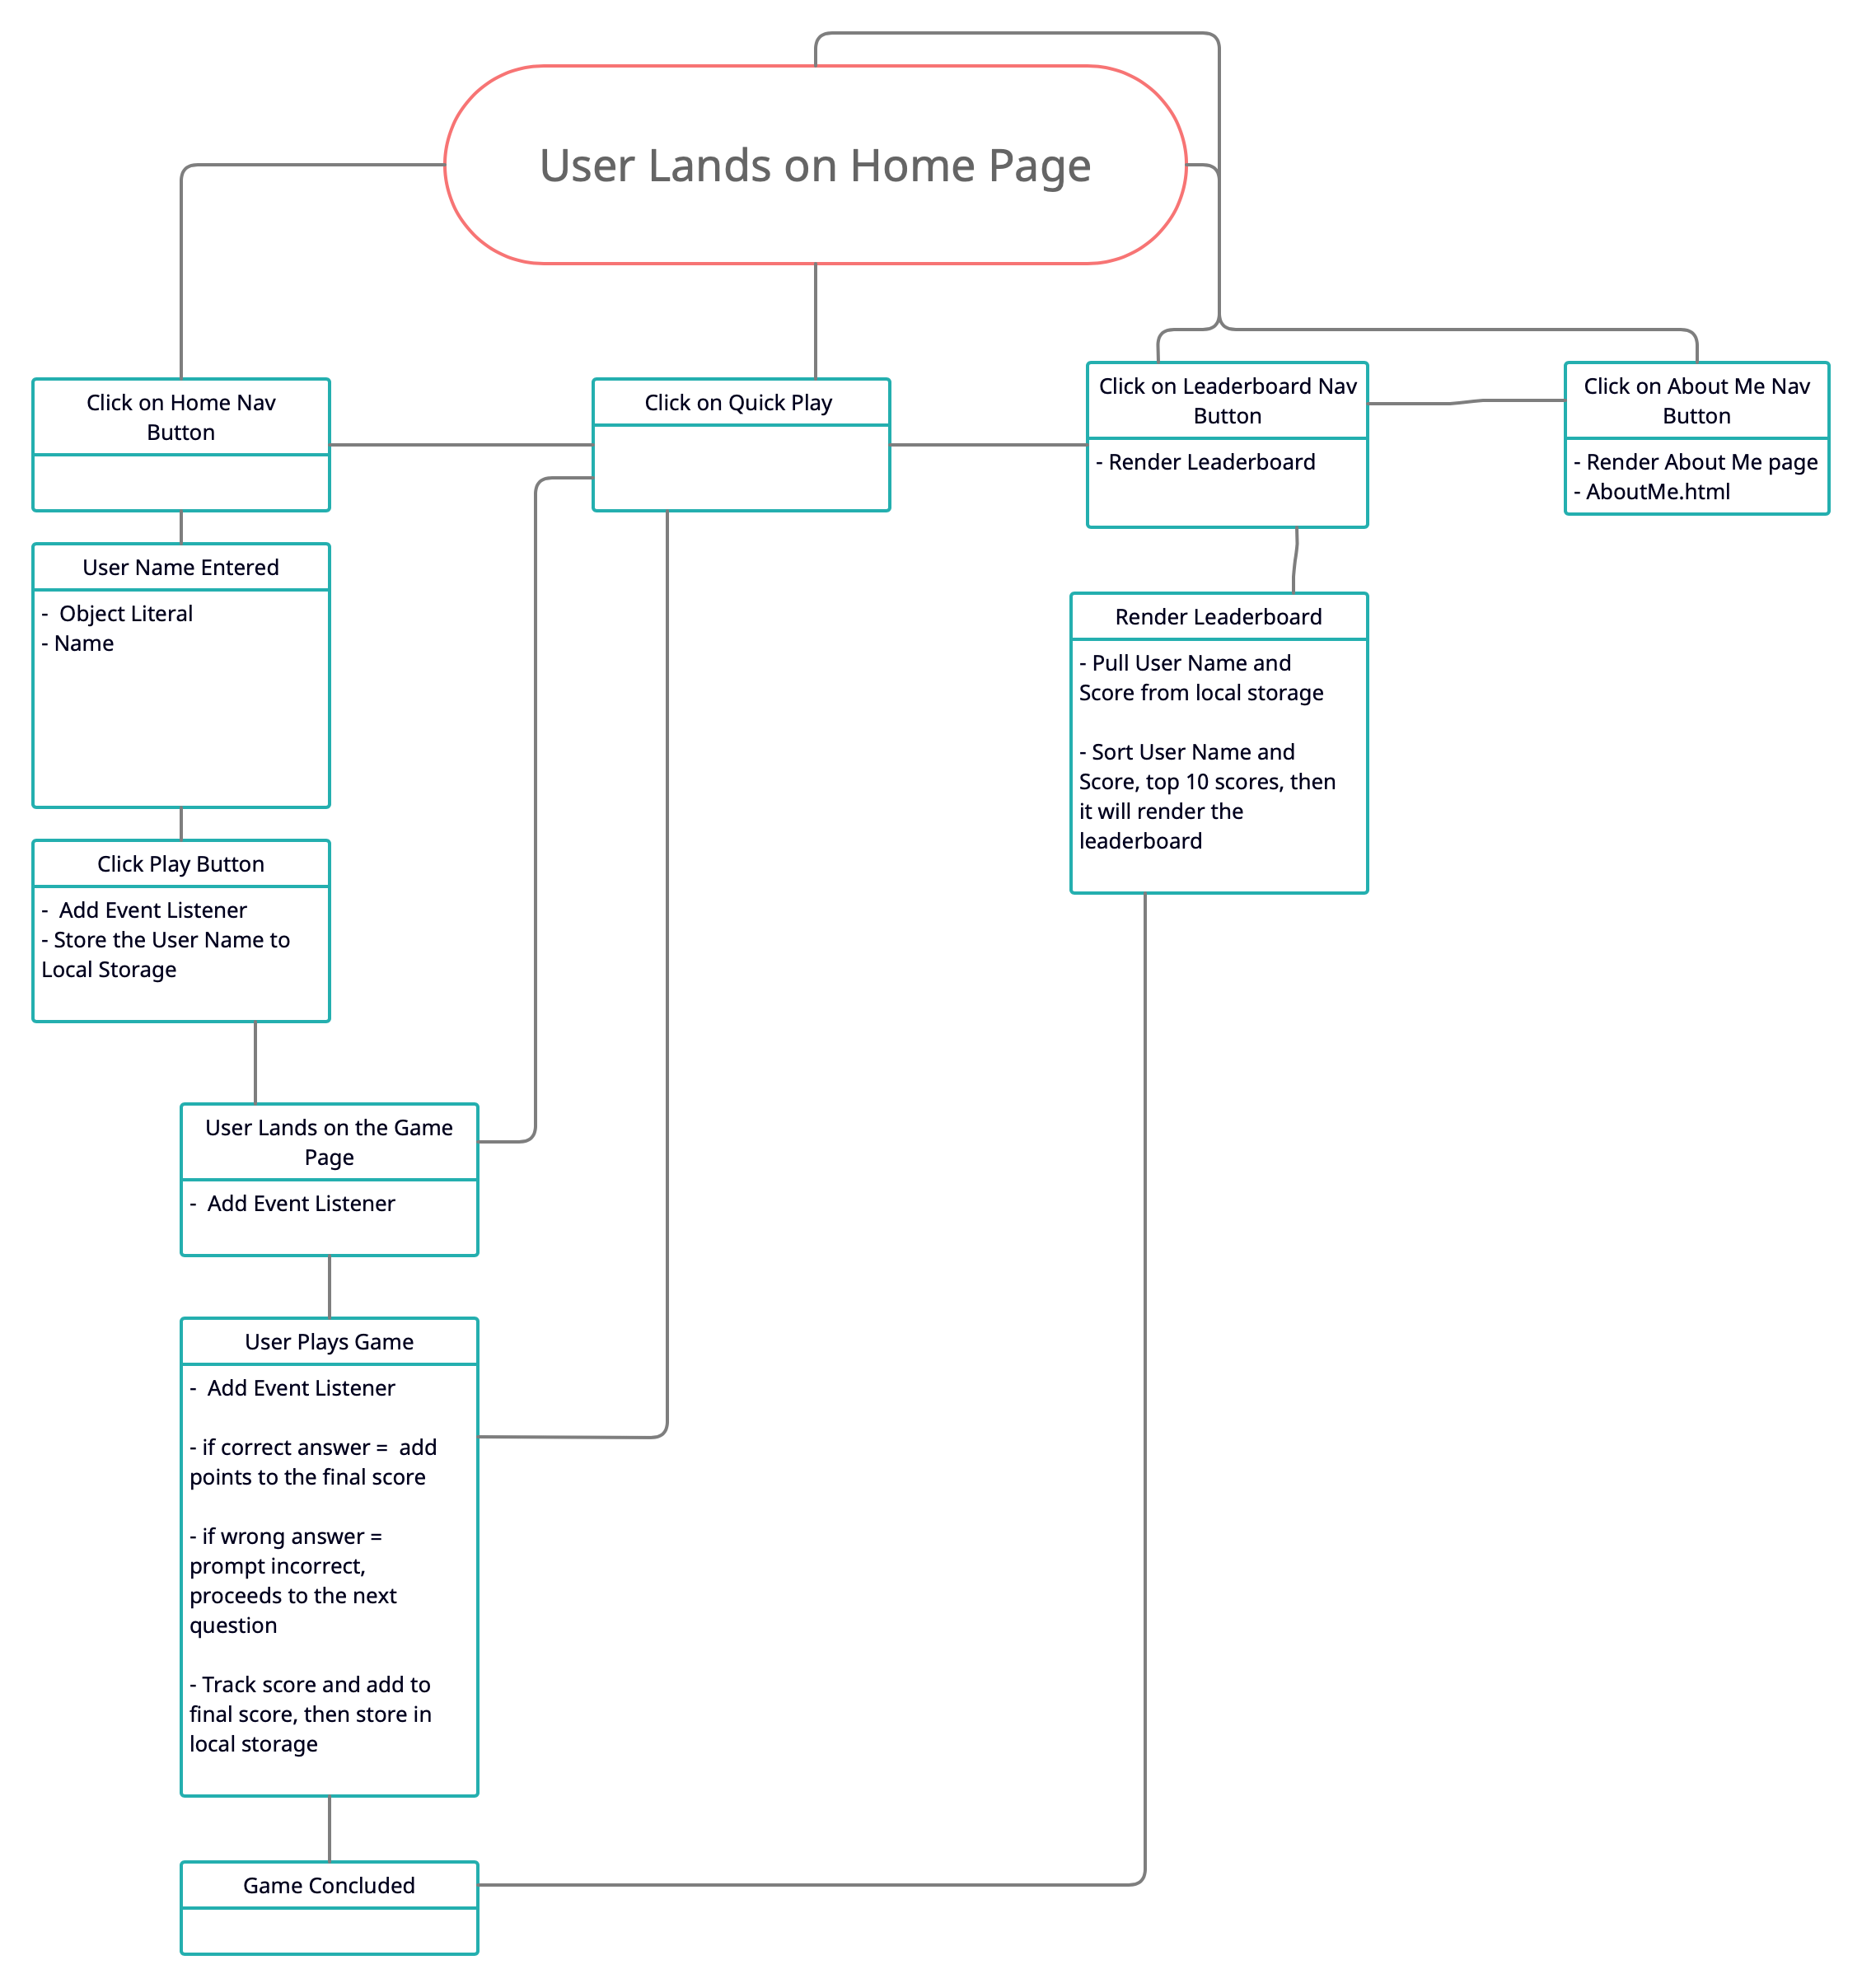 User Lands on Home Page
Click on Home Nav
Button
Click on Quick Play
Click on Leaderboard Nav
Button
- Render Leaderboard
Click on About Me Nav
Button
- Render About Me page
- AboutMe.html
User Name Entered
-  Object Literal
- Name
Render Leaderboard
- Pull User Name and
Score from local storage
- Sort User Name and
Score, top 10 scores, then
it will render the
leaderboard
Click Play Button
-  Add Event Listener
- Store the User Name to
Local Storage
User Lands on the Game
Page
-  Add Event Listener
User Plays Game
-  Add Event Listener
- if correct answer =  add
points to the final score
- if wrong answer =
prompt incorrect,
proceeds to the next
question
- Track score and add to
final score, then store in
local storage
Game Concluded